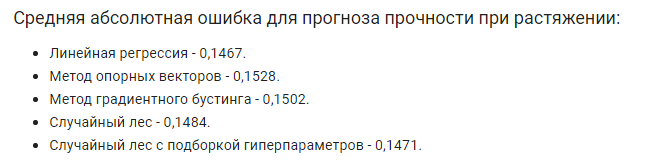 Средняя абсолютная ошибка для прогноза прочности при растяжении:
• Линейная регрессия - 0,1467.
• Метод опорных векторов - 0,1528.
• Метод градиентного бустинга - 0,1502.
• Случайный лес - 0,1484.
• Случайный лес с подборкой гиперпараметров - 0,1471.